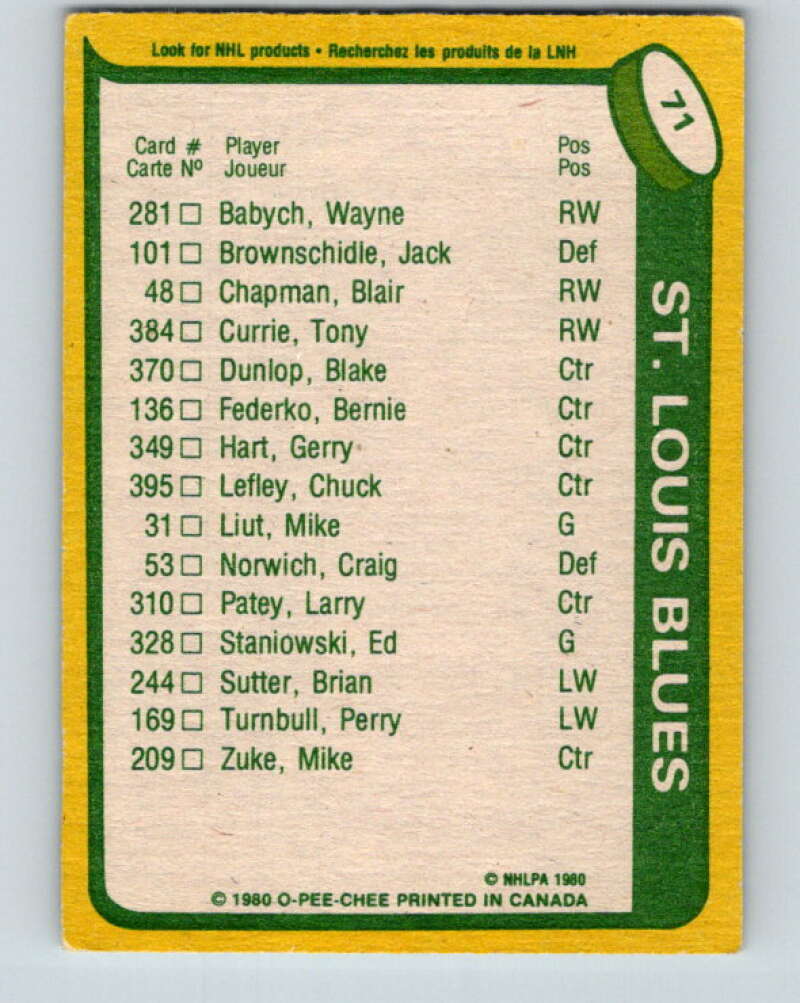 Look for NHL products • Recherchez les produits de la LNH
71
Card # Player Pos
Carte Nº Joueur Pos
281 □ Babych, Wayne RW
101 □ Brownschidle, Jack Def
48 □ Chapman, Blair RW
384 □ Currie, Tony RW
370 □ Dunlop, Blake Ctr
136 □ Federko, Bernie Ctr
349 □ Hart, Gerry Ctr
395 □ Lefley, Chuck Ctr
31 □ Liut, Mike G
53 □ Norwich, Craig Def
310 □ Patey, Larry Ctr
328 □ Staniowski, Ed G
244 □ Sutter, Brian LW
169 □ Turnbull, Perry LW
209 □ Zuke, Mike Ctr
ST. LOUIS BLUES
© NHLPA 1980
© 1980 O-PEE-CHEE PRINTED IN CANADA